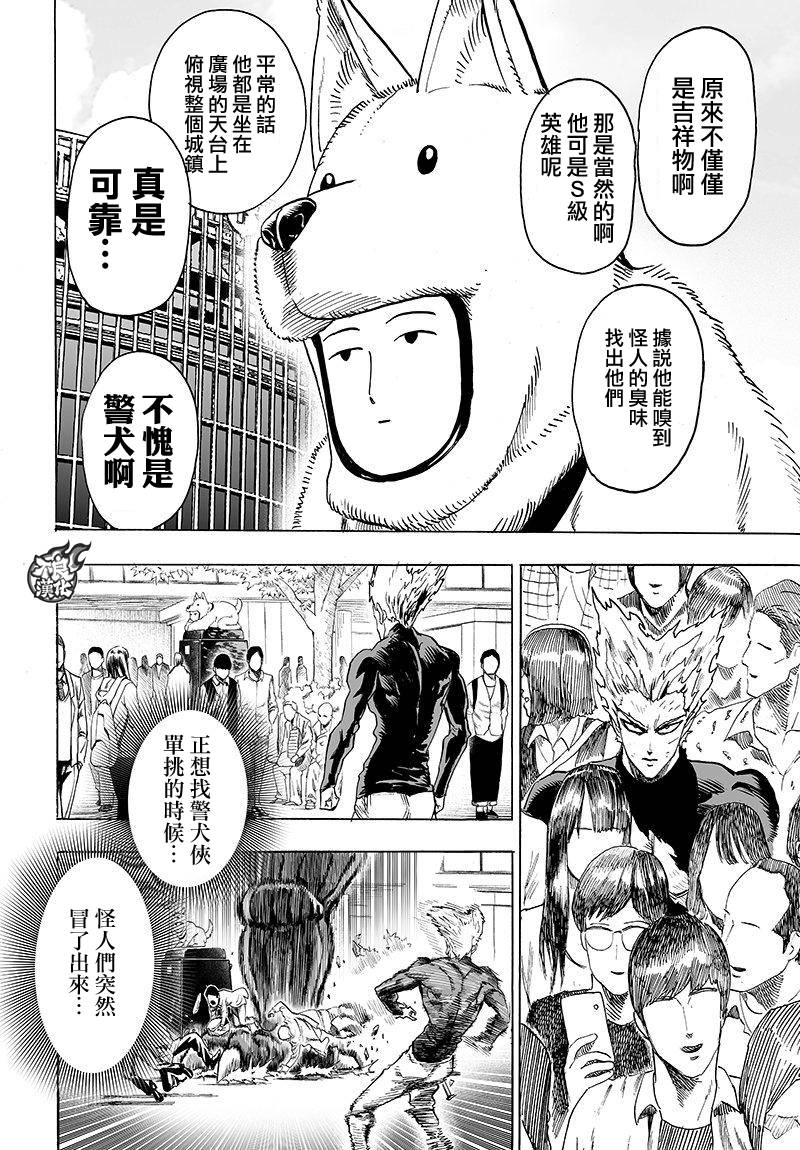 原來不僅僅
是吉祥物啊
那是當然的啊
他可是S級
英雄呢
平常的話
他都是坐在
廣場的天台上
俯視整個城鎮
真是
可靠…
據說他能嗅到
怪人的臭味
找出他們
不愧是
警犬啊
正想找警犬俠
單挑的時候…
怪人們突然
冒了出來…